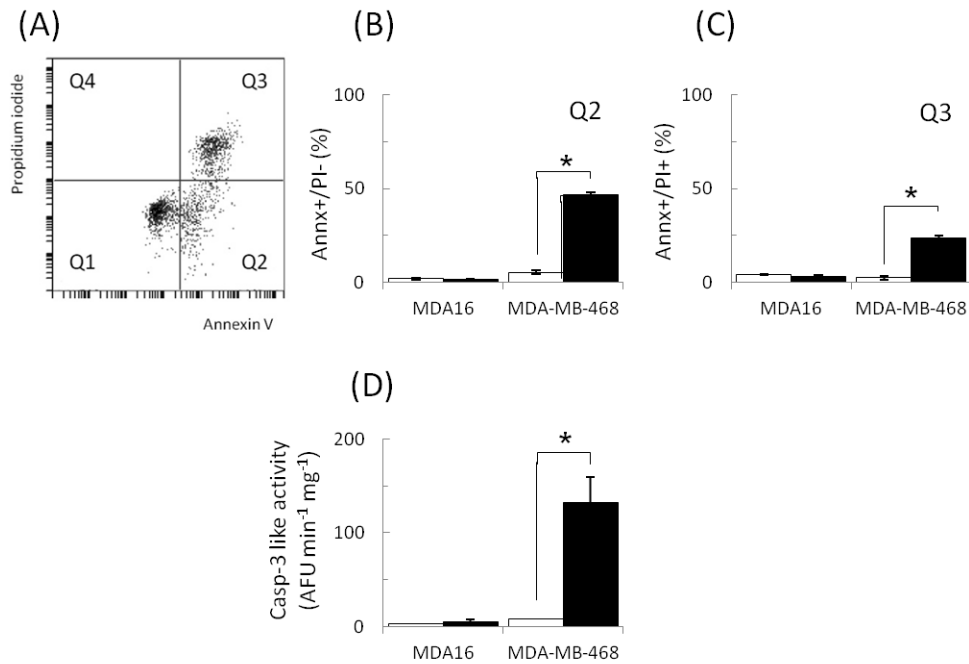 (A)
Q4
Q3
Q1
Q2
Propidium iodide
Annexin V
(B)
Q2
100
50
0
Annx+/PI- (%)
*
MDA16
MDA-MB-468
(C)
Q3
100
50
0
Annx+/PI+ (%)
*
MDA16
MDA-MB-468
(D)
200
100
0
Casp-3 like activity
(AFU min⁻¹ mg⁻¹)
*
MDA16
MDA-MB-468